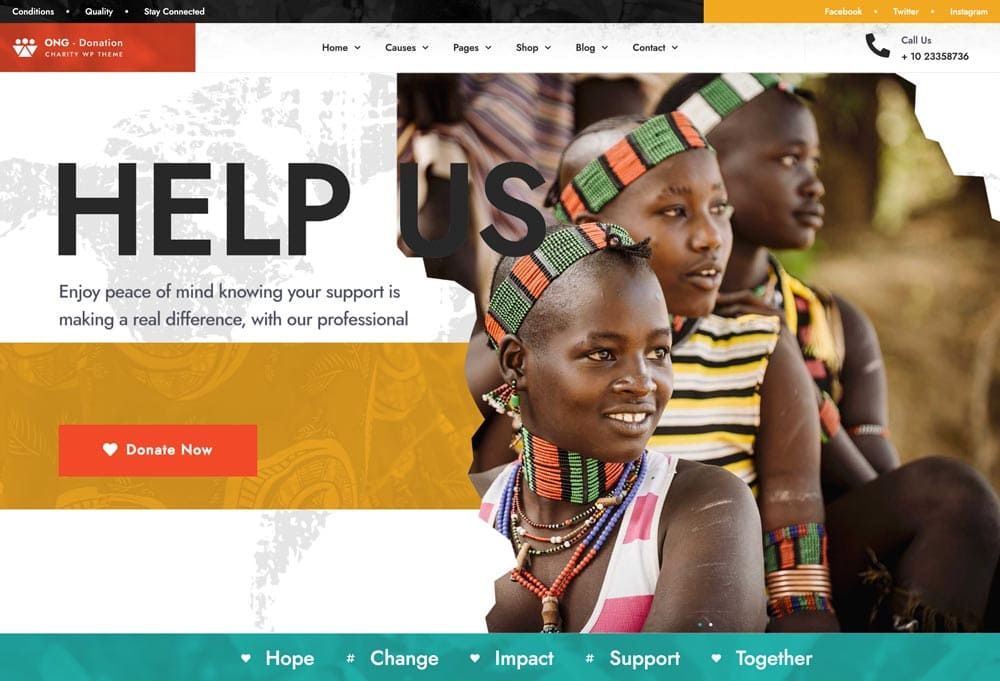 Conditions • Quality • Stay Connected
Facebook • Twitter • Instagram
ONG - Donation
CHARITY WP THEME
Home Causes Pages Shop Blog Contact
Call Us
+ 10 23358736
HELP US
Enjoy peace of mind knowing your support is
making a real difference, with our professional
Donate Now
Hope # Change Impact # Support Together